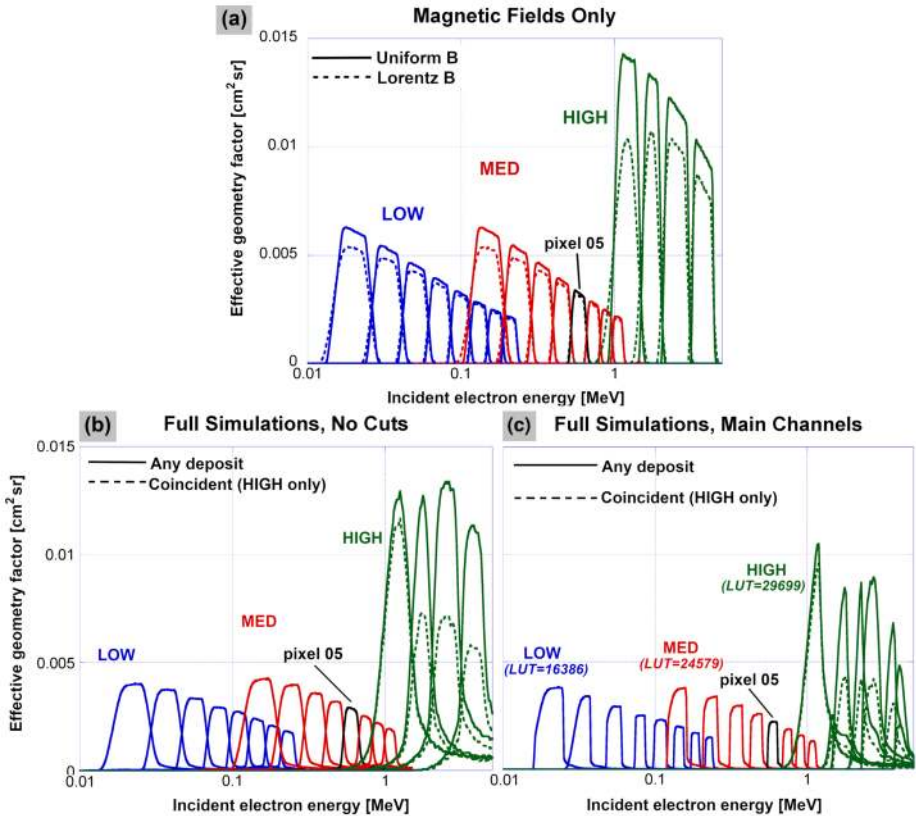 (a)
Magnetic Fields Only
Effective geometry factor [cm² sr]
0.015
0.01
0.005
0
Uniform B
Lorentz B
LOW
MED
HIGH
pixel 05
0.01
0.1
1
Incident electron energy [MeV]
(b)
Full Simulations, No Cuts
Effective geometry factor [cm² sr]
0.015
0.01
0.005
0
Any deposit
Coincident (HIGH only)
HIGH
MED
LOW
pixel 05
0.01
0.1
1
Incident electron energy [MeV]
(c)
Full Simulations, Main Channels
Any deposit
Coincident (HIGH only)
HIGH
(LUT=29699)
LOW
(LUT=16386)
MED
(LUT=24579)
pixel 05
0.01
0.1
1
Incident electron energy [MeV]